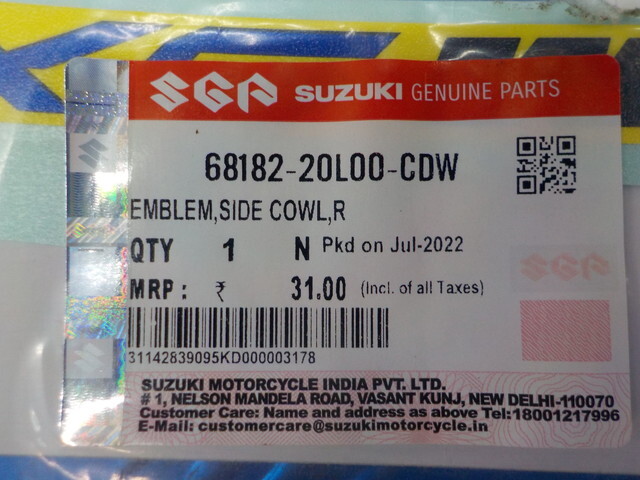 SGP SUZUKI GENUINE PARTS
68182-20L00-CDW
EMBLEM,SIDE COWL,R
QTY 1 N Pkd on Jul-2022
MRP : ₹ 31.00 (Incl. of all Taxes)
31142839095KD000003178
SUZUKI MOTORCYCLE INDIA PVT. LTD.
# 1, NELSON MANDELA ROAD, VASANT KUNJ, NEW DELHI-110070
Customer Care: Name and address as above Tel:18001217996
E-Mail: customercare@suzukimotorcycle.in